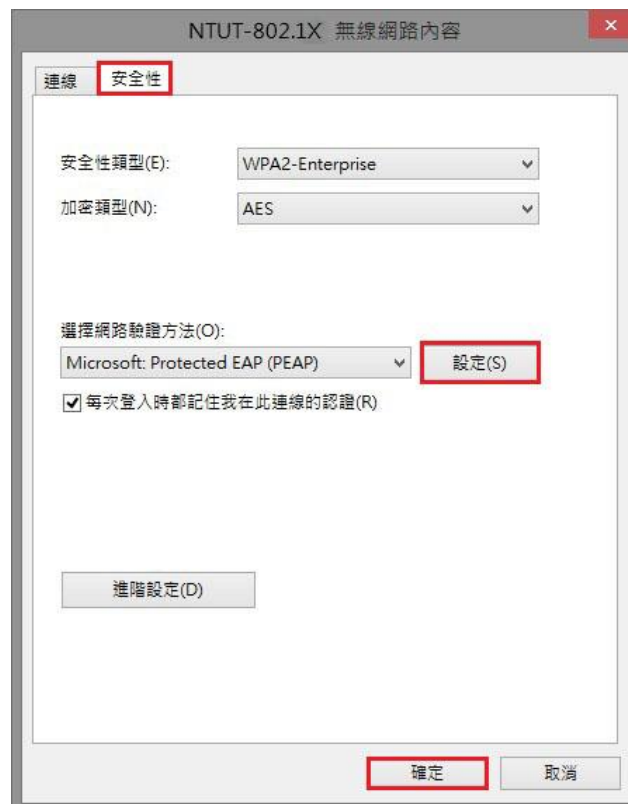 NTUT-802.1X 無線網路內容
連線 安全性
安全性類型(E): WPA2-Enterprise
加密類型(N): AES
選擇網路驗證方法(O):
Microsoft: Protected EAP (PEAP) 設定(S)
每次登入時都記住我在此連線的認證(R)
進階設定(D)
確定 取消